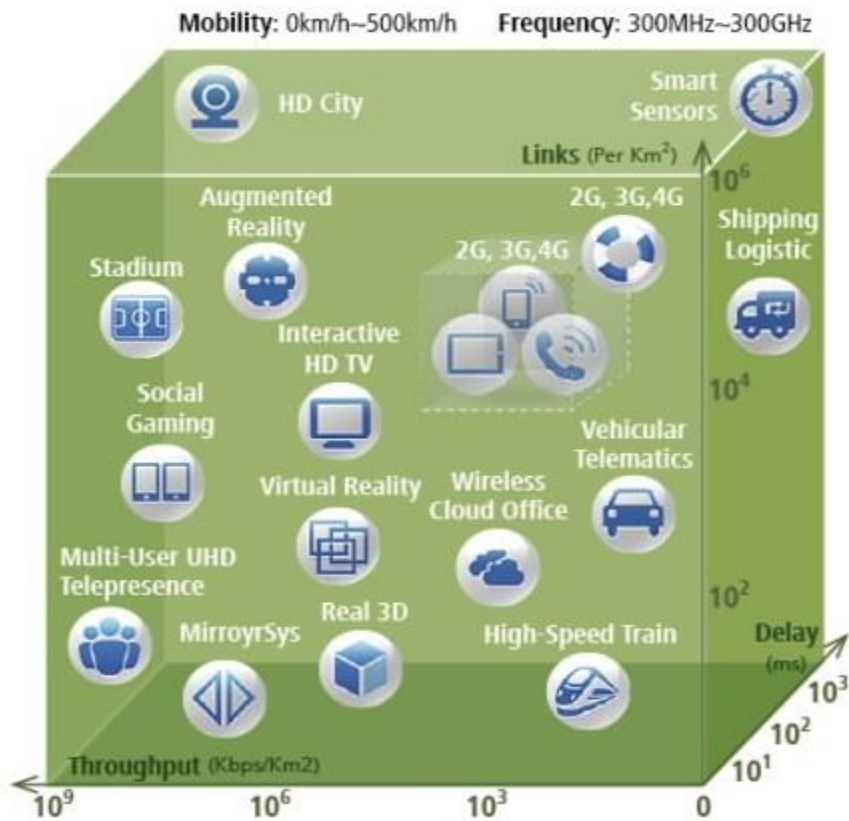 Mobility: 0km/h~500km/h Frequency: 300MHz~300GHz
HD City
Smart
Sensors
Links (Per Km²)
10⁶
Augmented
Reality
2G, 3G,4G
Shipping
Logistic
2G, 3G,4G
Stadium
Interactive
HD TV
10⁴
Social
Gaming
Vehicular
Telematics
Virtual Reality
Wireless
Cloud Office
Multi-User UHD
Telepresence
10²
MirroyrSys
Real 3D
High-Speed Train
Delay
(ms)
10³
10²
10¹
Throughput (Kbps/Km2)
10⁹ 10⁶ 10³ 0